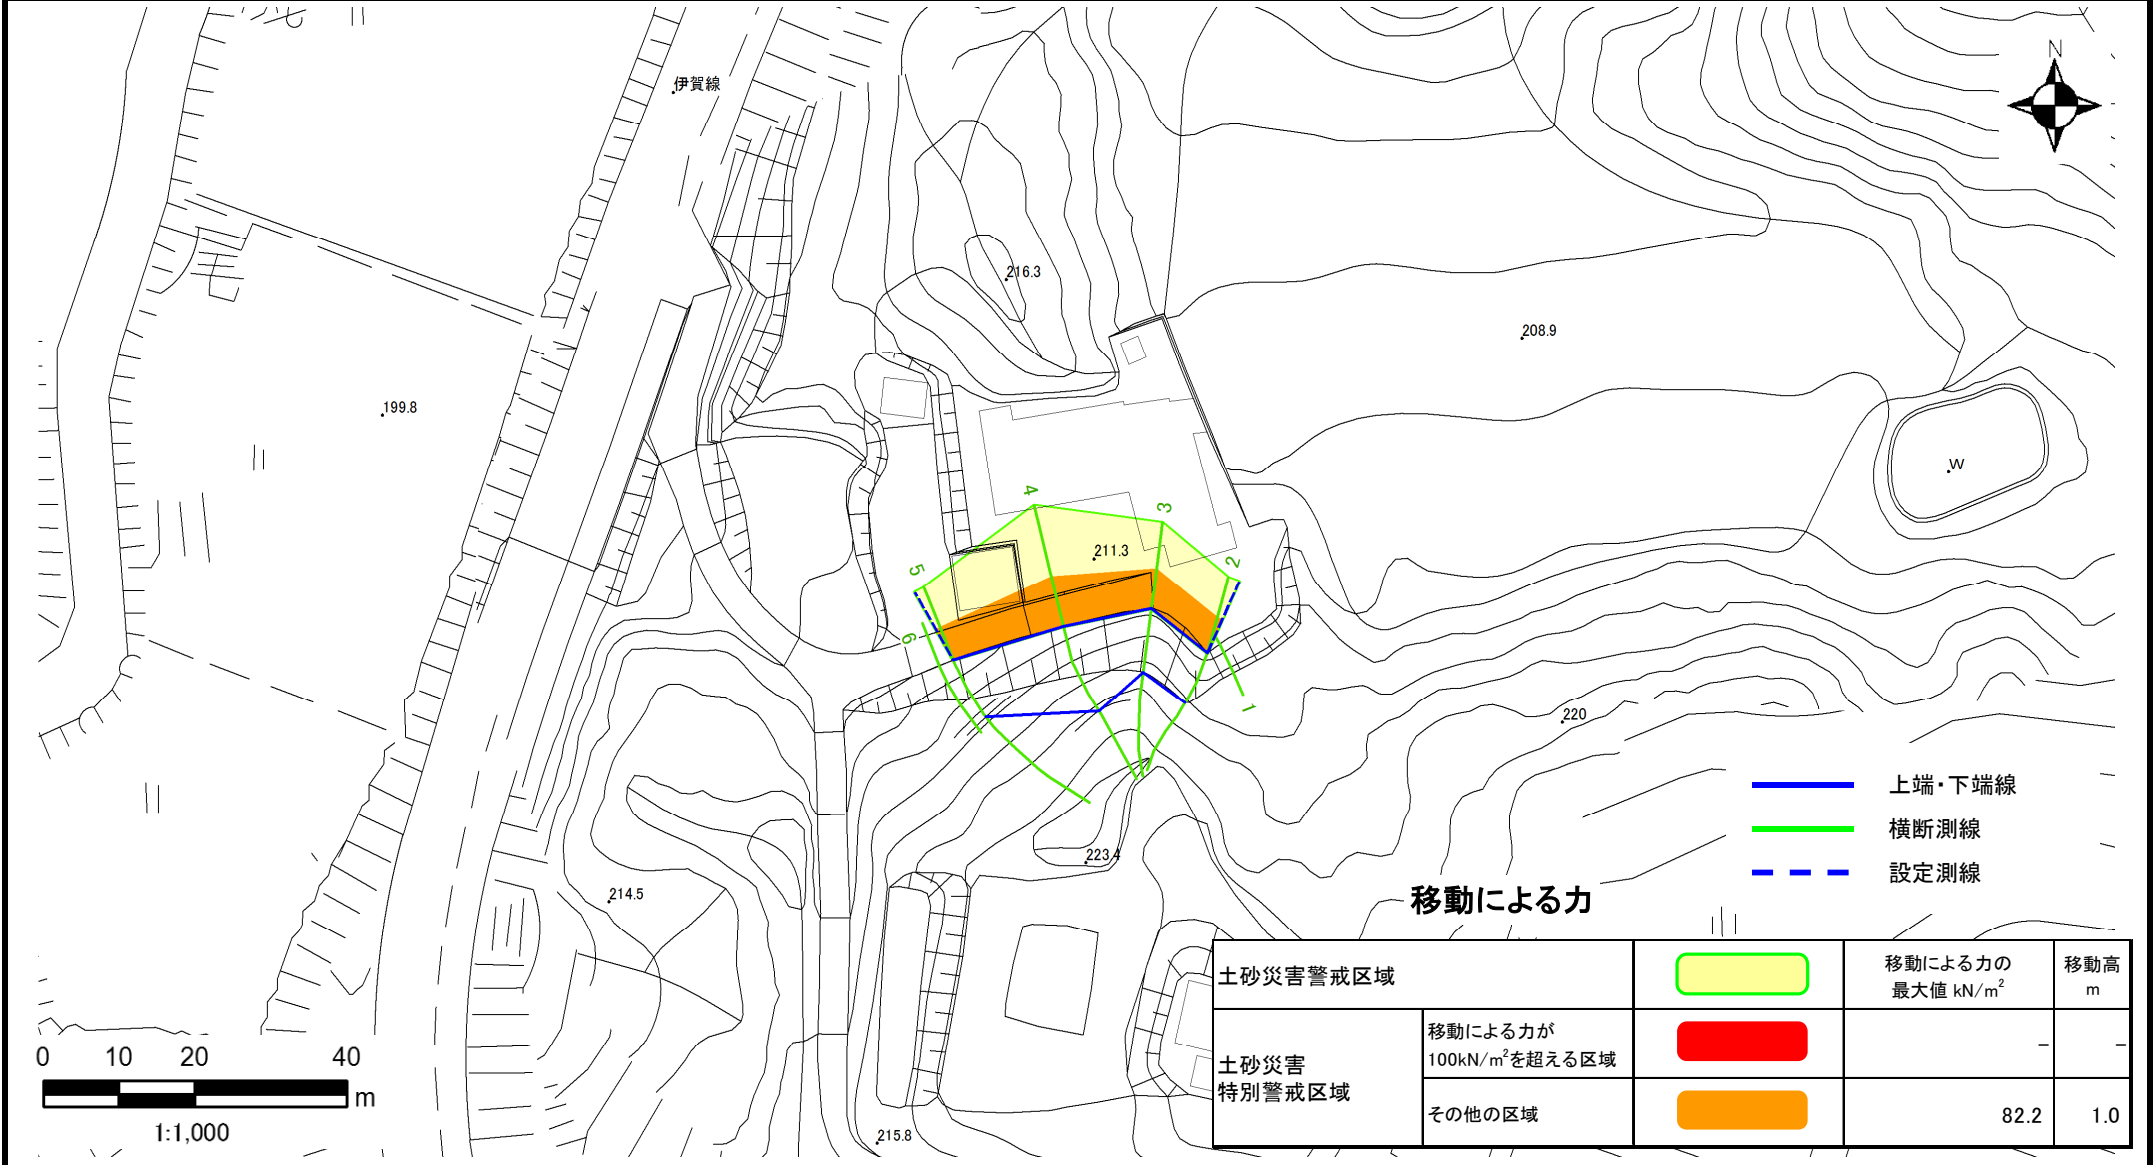 N
伊賀線
216.3
208.9
199.8
W
4
3
211.3
2
5
6
1
220
上端・下端線
横断測線
設定測線
223.4
214.5
移動による力
土砂災害警戒区域
移動による力の
最大値 kN/m²
移動高
m
土砂災害
特別警戒区域
移動による力が
100kN/m²を超える区域
-
-
その他の区域
82.2
1.0
0 10 20 40
m
1:1,000
215.8